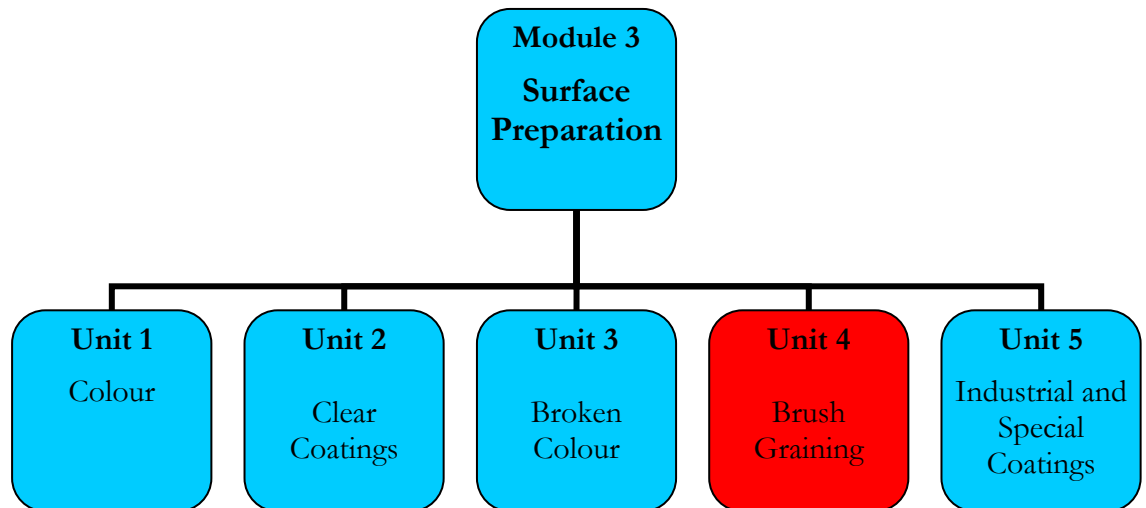 Module 3
Surface
Preparation
Unit 1
Colour
Unit 2
Clear
Coatings
Unit 3
Broken
Colour
Unit 4
Brush
Graining
Unit 5
Industrial and
Special
Coatings